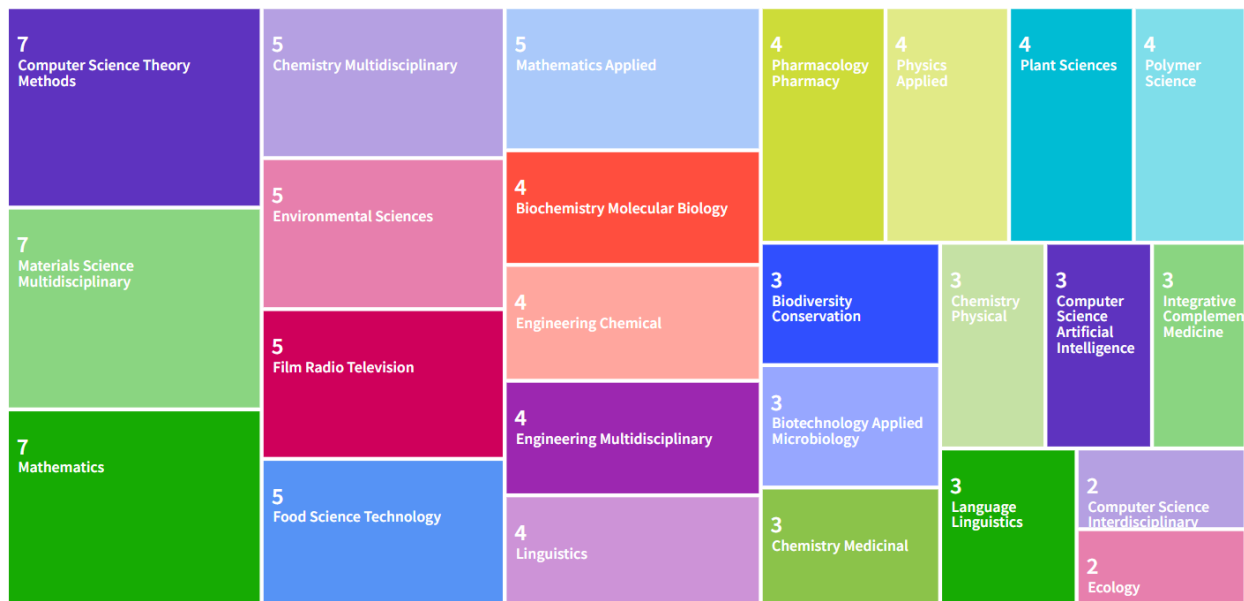 7
Computer Science Theory
Methods
7
Materials Science
Multidisciplinary
7
Mathematics
5
Chemistry Multidisciplinary
5
Environmental Sciences
5
Film Radio Television
5
Food Science Technology
5
Mathematics Applied
4
Biochemistry Molecular Biology
4
Engineering Chemical
4
Engineering Multidisciplinary
4
Linguistics
4
Pharmacology
Pharmacy
4
Physics
Applied
4
Plant Sciences
4
Polymer
Science
3
Biodiversity
Conservation
3
Biotechnology Applied
Microbiology
3
Chemistry Medicinal
3
Chemistry
Physical
3
Computer
Science
Artificial
Intelligence
3
Integrative
Complemen
Medicine
3
Language
Linguistics
2
Computer Science
Interdisciplinary
2
Ecology